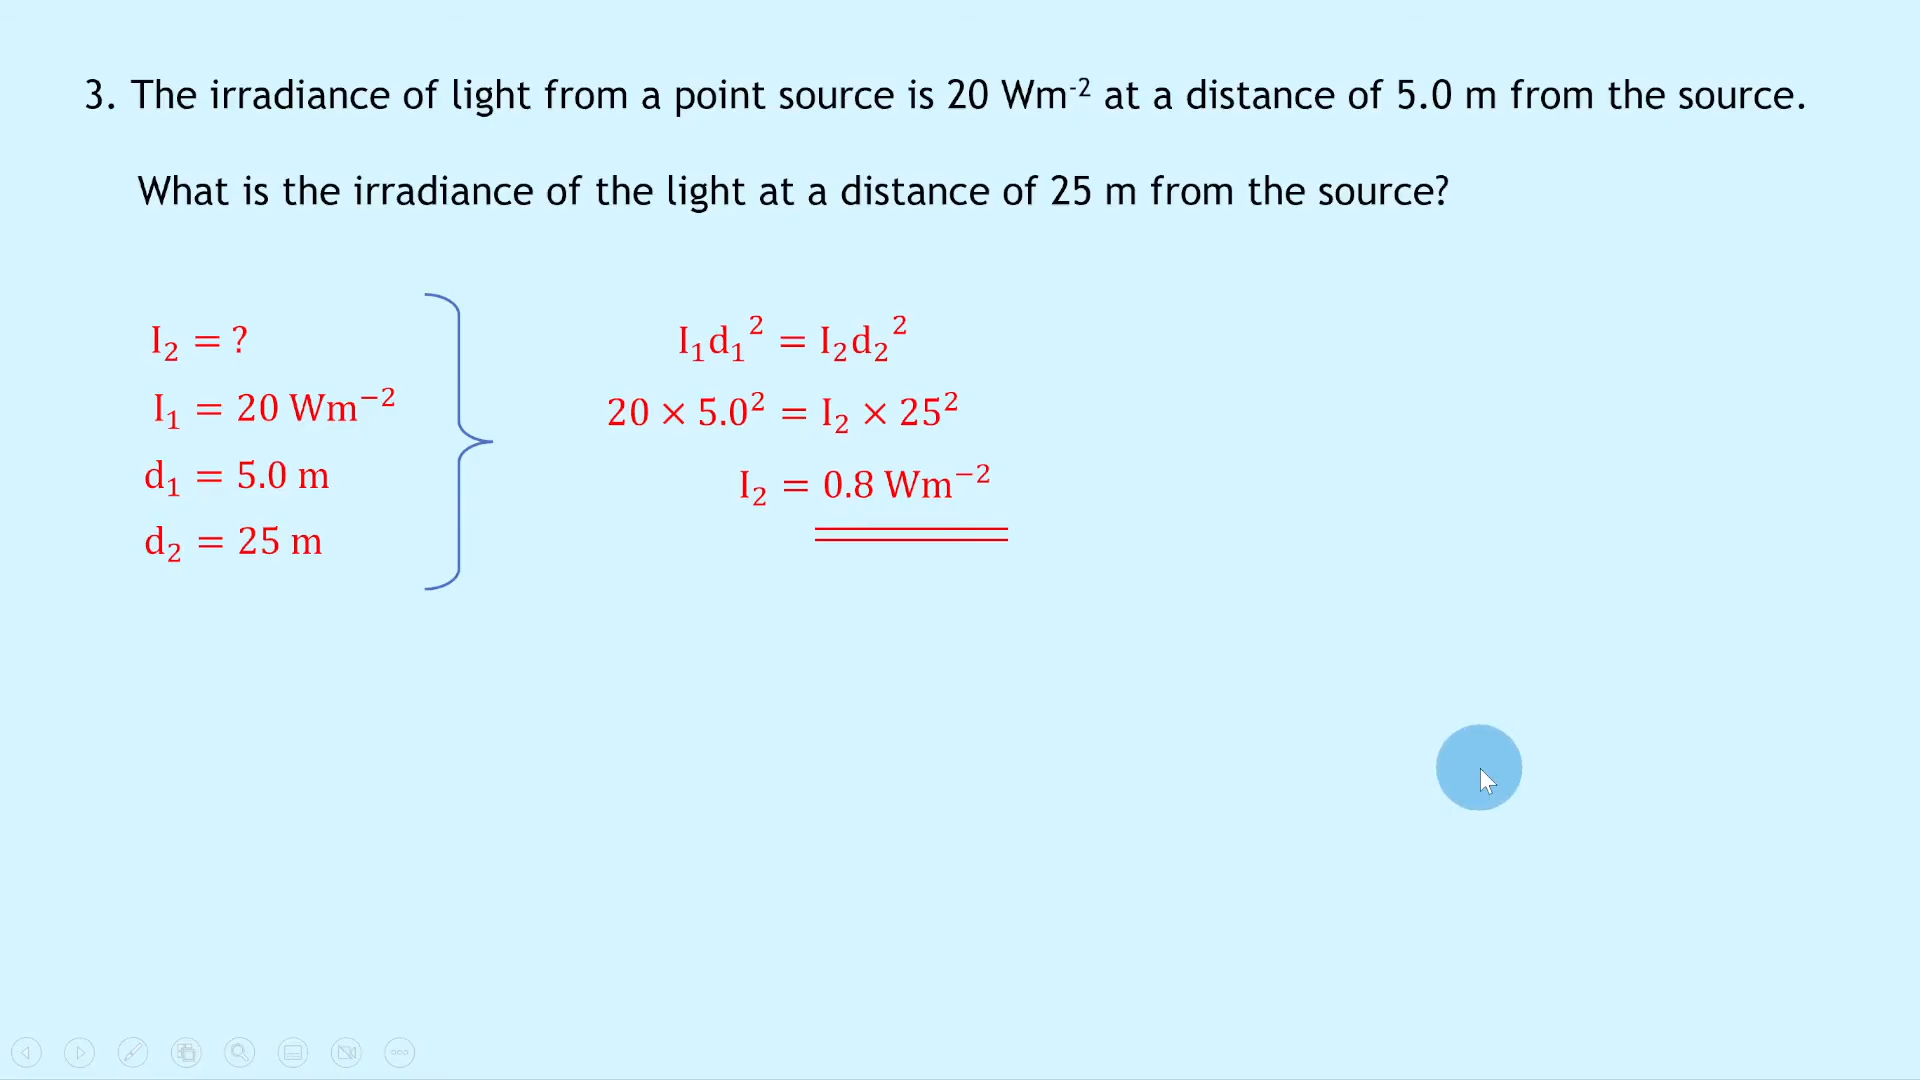 3. The irradiance of light from a point source is 20 Wm⁻² at a distance of 5.0 m from the source.
What is the irradiance of the light at a distance of 25 m from the source?
I₂ = ?
I₁ = 20 Wm⁻²
d₁ = 5.0 m
d₂ = 25 m
I₁d₁² = I₂d₂²
20 × 5.0² = I₂ × 25²
I₂ = 0.8 Wm⁻²